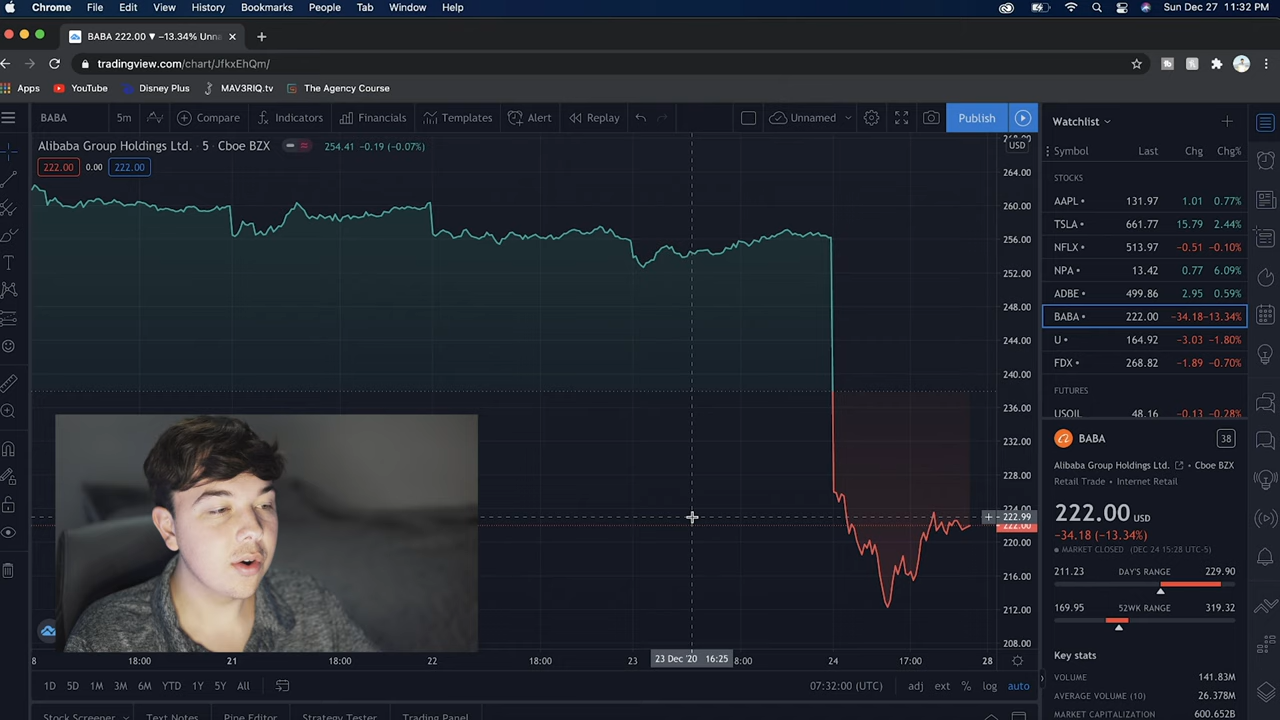 Chrome File Edit View History Bookmarks People Tab Window Help Sun Dec 27 11:32 PM
BABA 222.00 ▼ −13.34% Unna
tradingview.com/chart/JfkxEhQm/
Apps YouTube Disney Plus MAV3RIQ.tv The Agency Course
BABA 5m Compare Financials Indicators Templates Alert Replay Unnamed Publish
Alibaba Group Holdings Ltd. · 5 · Cboe BZX 254.41 −0.19 (−0.07%)
222.00 0.00 222.00
USD
268.00
264.00
260.00
256.00
252.00
248.00
244.00
240.00
236.00
232.00
228.00
224.00
222.99
222.00
220.00
216.00
212.00
208.00
8 18:00 21 18:00 22 18:00 23 23 Dec '20 16:25 8:00 24 17:00 28
1D 5D 1M 3M 6M YTD 1Y 5Y All 07:32:00 (UTC) adj ext % log auto
Stock Screener Text Notes Pine Editor Strategy Tester Trading Panel
Watchlist
Symbol Last Chg Chg%
STOCKS
AAPL 131.97 1.01 0.77%
TSLA 661.77 15.79 2.44%
NFLX 513.97 −0.51 −0.10%
NPA 13.42 0.77 6.09%
ADBE 499.86 2.95 0.59%
BABA 222.00 −34.18 −13.34%
U 164.92 −3.03 −1.80%
FDX 268.82 −1.89 −0.70%
FUTURES
USOIL 48.16 −0.13 −0.28%
BABA 38
Alibaba Group Holdings Ltd. • Cboe BZX
Retail Trade • Internet Retail
222.00 USD
−34.18 (−13.34%)
MARKET CLOSED (DEC 24 15:28 UTC-5)
211.23 DAY'S RANGE 229.90
169.95 52WK RANGE 319.32
Key stats
VOLUME 141.83M
AVERAGE VOLUME (10) 26.378M
MARKET CAPITALIZATION 600.652B